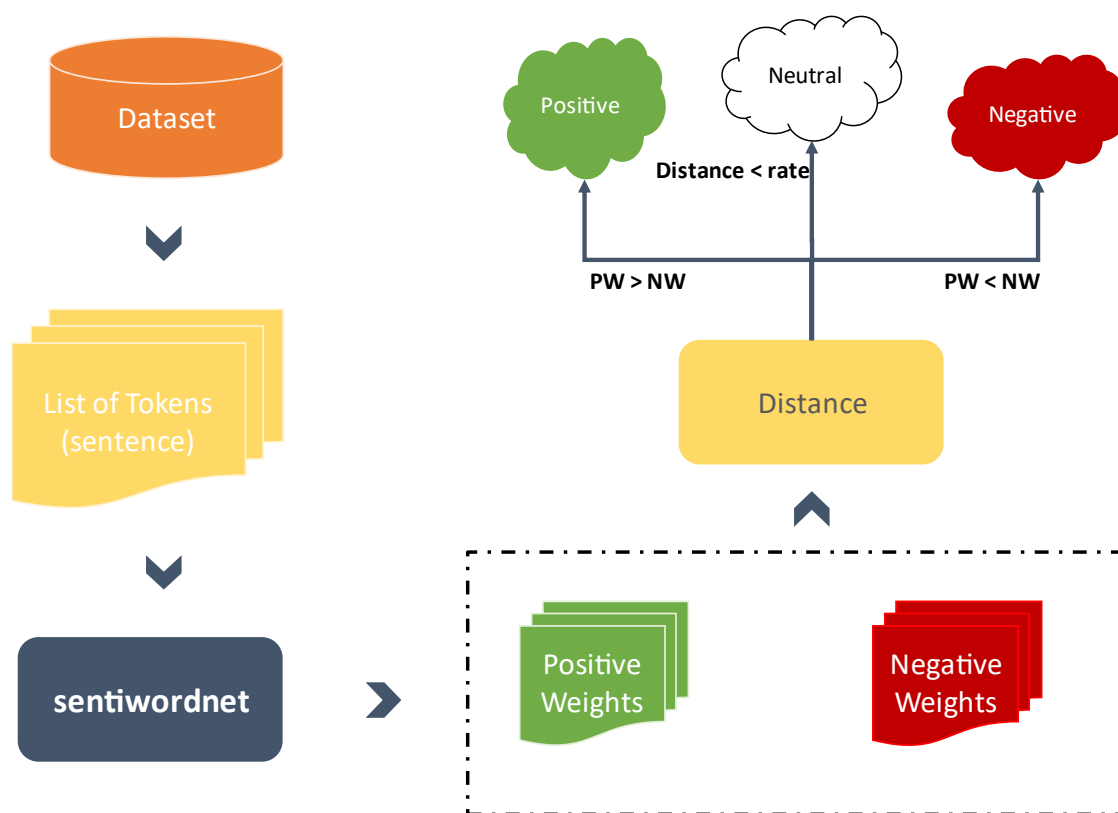 Dataset
List of Tokens
(sentence)
sentiwordnet
Positive
Weights
Negative
Weights
Distance
PW > NW
Distance < rate
PW < NW
Positive
Neutral
Negative